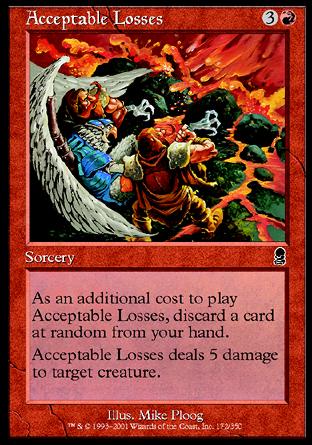 Acceptable Losses 3
Sorcery
As an additional cost to play
Acceptable Losses, discard a card
at random from your hand.
Acceptable Losses deals 5 damage
to target creature.
Illus. Mike Ploog
™ & © 1993–2001 Wizards of the Coast, Inc. 172/350